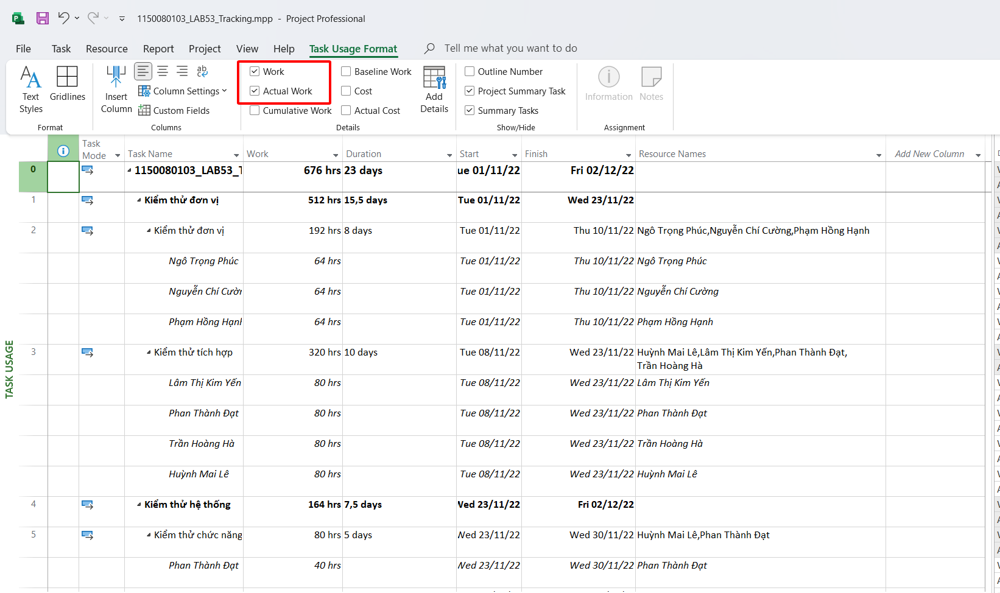 1150080103_LAB53_Tracking.mpp - Project Professional
File Task Resource Report Project View Help Task Usage Format Tell me what you want to do
Text Styles
Gridlines
Format
Insert Column
Column Settings
Custom Fields
Columns
Work
Actual Work
Cumulative Work
Baseline Work
Cost
Actual Cost
Add Details
Details
Outline Number
Project Summary Task
Summary Tasks
Show/Hide
Information
Notes
Assignment
Task Mode Task Name Work Duration Start Finish Resource Names Add New Column
0 1150080103_LAB53_ 676 hrs 23 days ue 01/11/22 Fri 02/12/22
1 Kiểm thử đơn vị 512 hrs 15,5 days Tue 01/11/22 Wed 23/11/22
2 Kiểm thử đơn vị 192 hrs 8 days Tue 01/11/22 Thu 10/11/22 Ngô Trọng Phúc,Nguyễn Chí Cường,Phạm Hồng Hạnh
Ngô Trọng Phúc 64 hrs Tue 01/11/22 Thu 10/11/22 Ngô Trọng Phúc
Nguyễn Chí Cườn 64 hrs Tue 01/11/22 Thu 10/11/22 Nguyễn Chí Cường
Phạm Hồng Hạnh 64 hrs Tue 01/11/22 Thu 10/11/22 Phạm Hồng Hạnh
3 Kiểm thử tích hợp 320 hrs 10 days Tue 08/11/22 Wed 23/11/22 Huỳnh Mai Lê,Lâm Thị Kim Yến,Phan Thành Đạt,
Trần Hoàng Hà
Lâm Thị Kim Yến 80 hrs Tue 08/11/22 Wed 23/11/22 Lâm Thị Kim Yến
Phan Thành Đạt 80 hrs Tue 08/11/22 Wed 23/11/22 Phan Thành Đạt
Trần Hoàng Hà 80 hrs Tue 08/11/22 Wed 23/11/22 Trần Hoàng Hà
Huỳnh Mai Lê 80 hrs Tue 08/11/22 Wed 23/11/22 Huỳnh Mai Lê
4 Kiểm thử hệ thống 164 hrs 7,5 days Wed 23/11/22 Fri 02/12/22
5 Kiểm thử chức năng 80 hrs 5 days Wed 23/11/22 Wed 30/11/22 Huỳnh Mai Lê,Phan Thành Đạt
Phan Thành Đạt 40 hrs Wed 23/11/22 Wed 30/11/22 Phan Thành Đạt
TASK USAGE